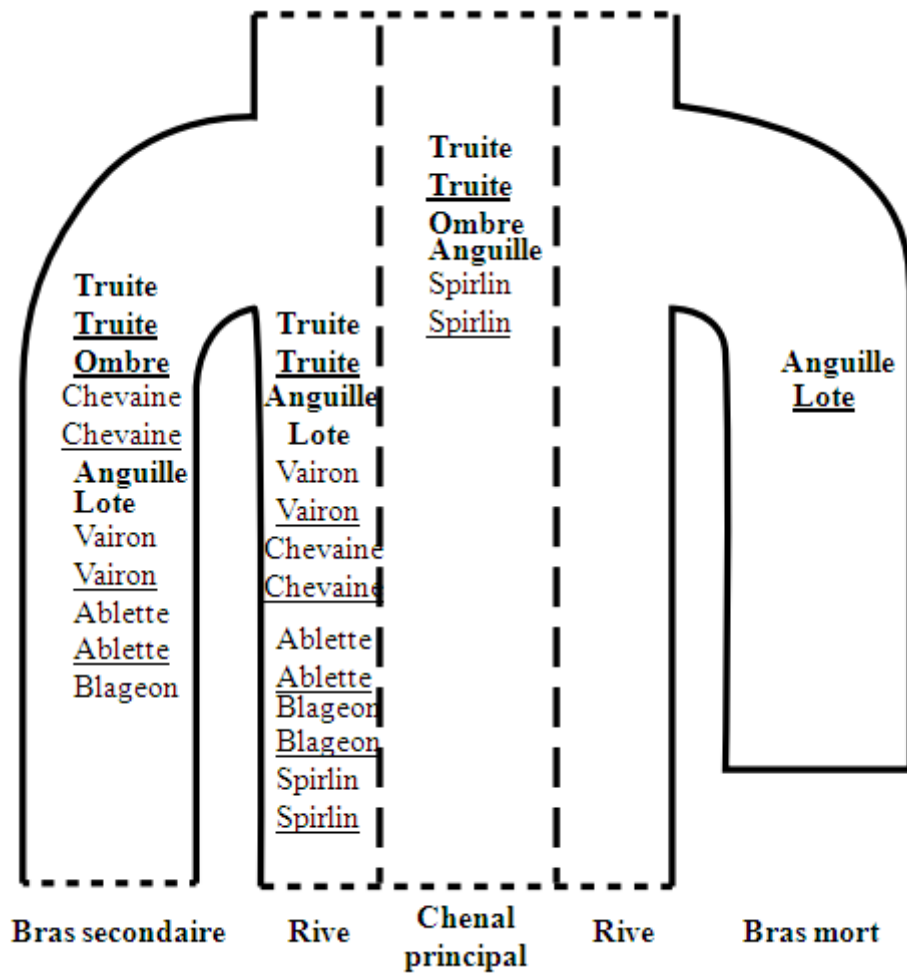 Truite
Truite
Ombre
Chevaine
Chevaine
Anguille
Lote
Vairon
Vairon
Ablette
Ablette
Blageon
Truite
Truite
Anguille
Lote
Vairon
Vairon
Chevaine
Chevaine
Ablette
Ablette
Blageon
Blageon
Spirlin
Spirlin
Truite
Truite
Ombre
Anguille
Spirlin
Spirlin
Anguille
Lote
Bras secondaire
Rive
Chenal
principal
Rive
Bras mort